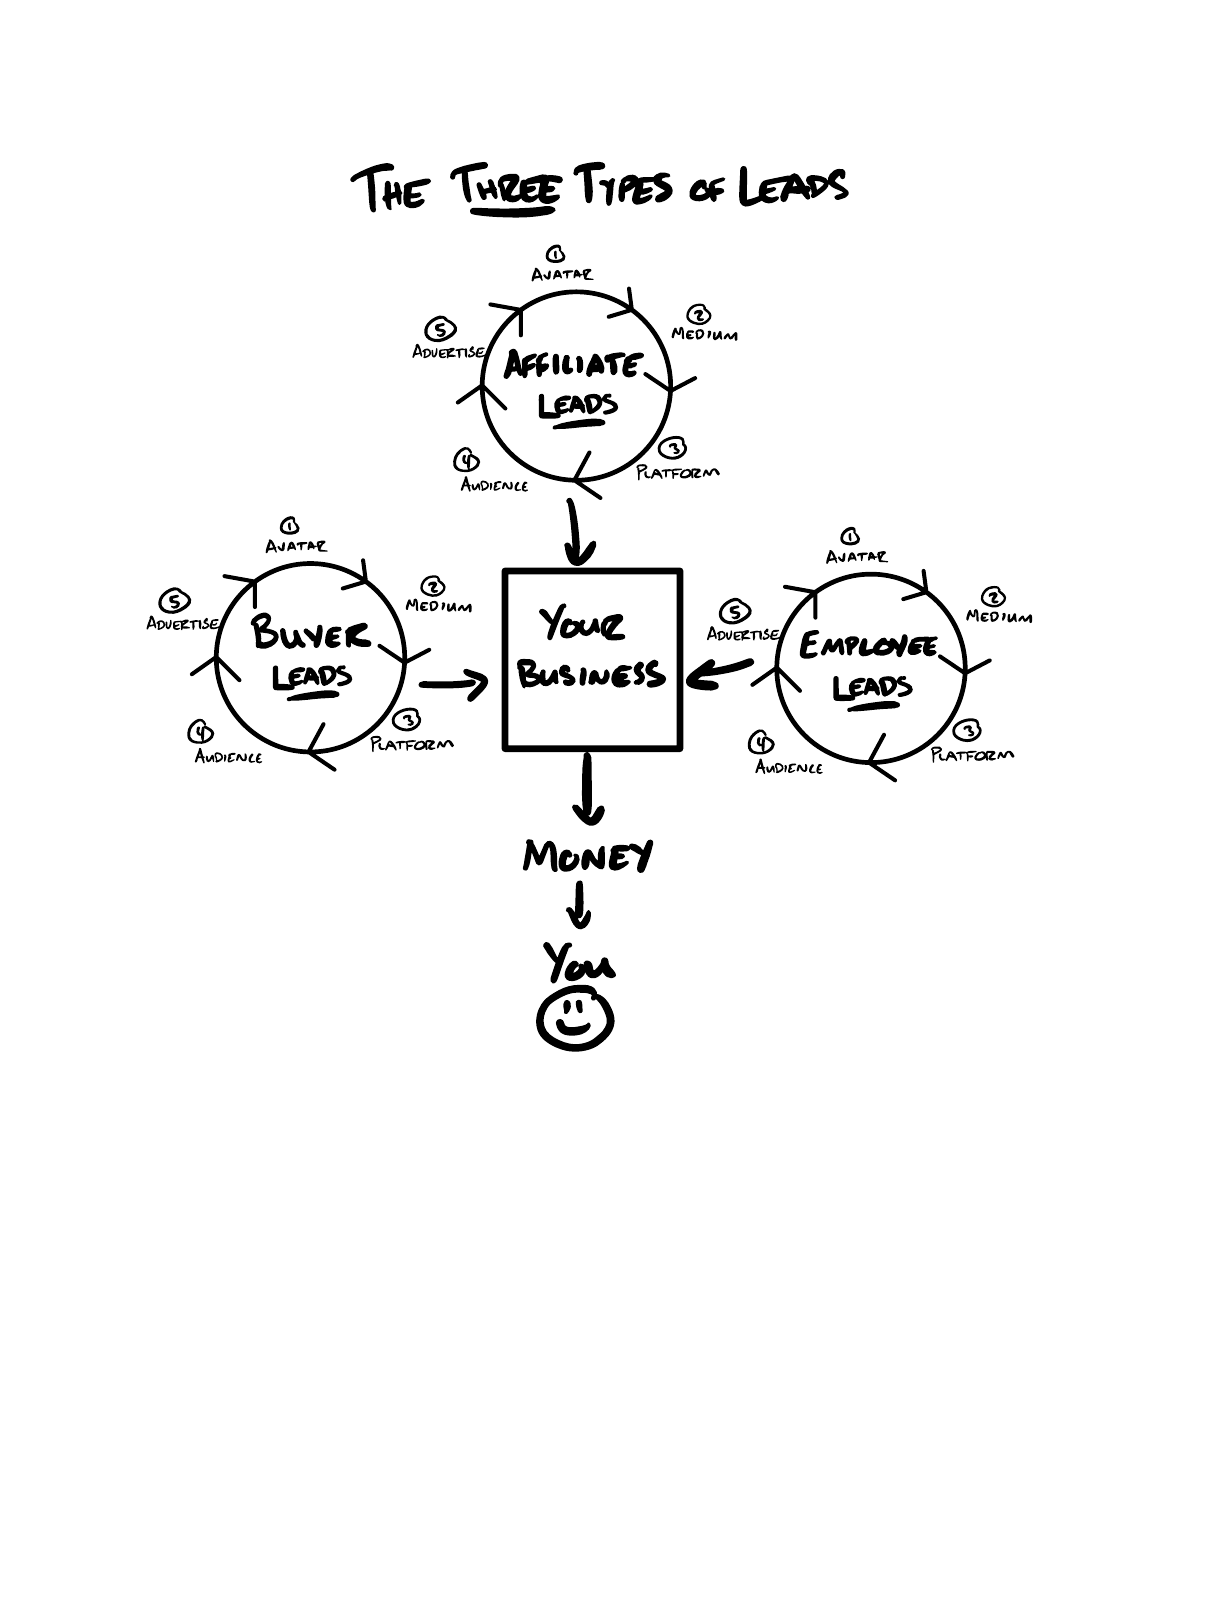 THE THREE TYPES OF LEADS
①
AVATAR
②
MEDIUM
③
PLATFORM
④
AUDIENCE
⑤
ADVERTISE
AFFILIATE
LEADS
①
AVATAR
②
MEDIUM
③
PLATFORM
④
AUDIENCE
⑤
ADVERTISE
BUYER
LEADS
YOUR
BUSINESS
①
AVATAR
②
MEDIUM
③
PLATFORM
④
AUDIENCE
⑤
ADVERTISE
EMPLOYEE
LEADS
MONEY
YOU